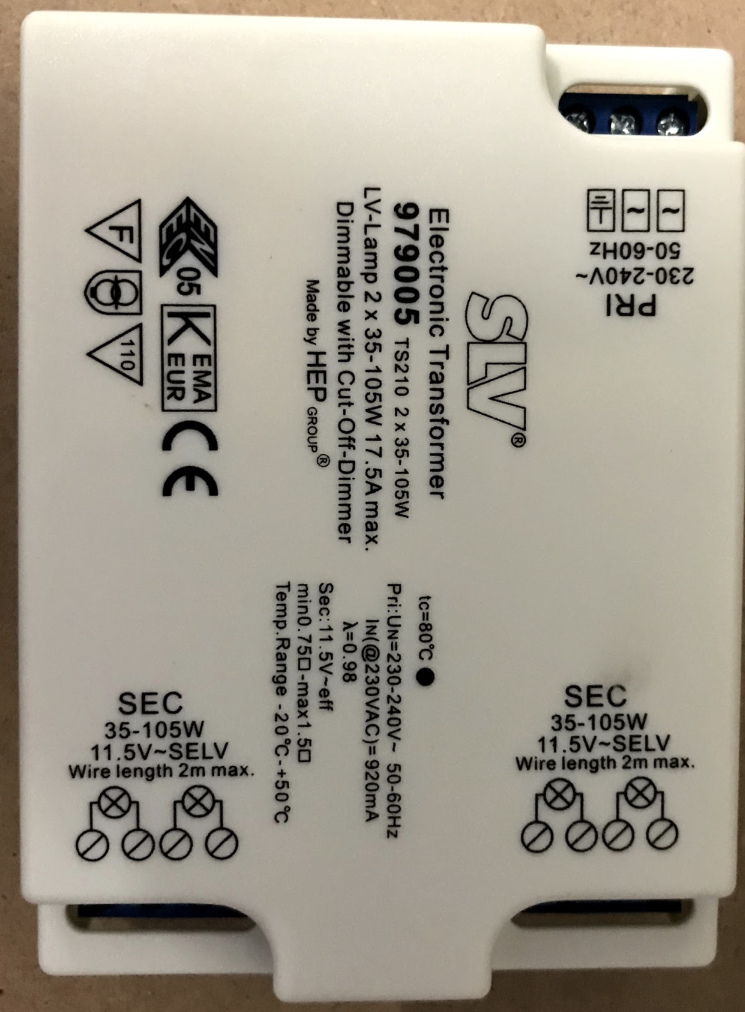 SLV®
Electronic Transformer
979005 TS210 2 x 35-105W
LV-Lamp 2 x 35-105W 17.5A max.
Dimmable with Cut-Off-Dimmer
Made by HEP GROUP®
PRI
230-240V~
50-60Hz
~ ~
ENEC 05
KEMA
EUR
CE
F
110
tc=80°C
Pri:UN=230-240V~ 50-60Hz
IN(@230VAC)=920mA
λ=0.98
Sec:11.5V~eff
min0.75□-max1.5□
Temp.Range -20°C-+50°C
SEC
35-105W
11.5V~SELV
Wire length 2m max.
SEC
35-105W
11.5V~SELV
Wire length 2m max.